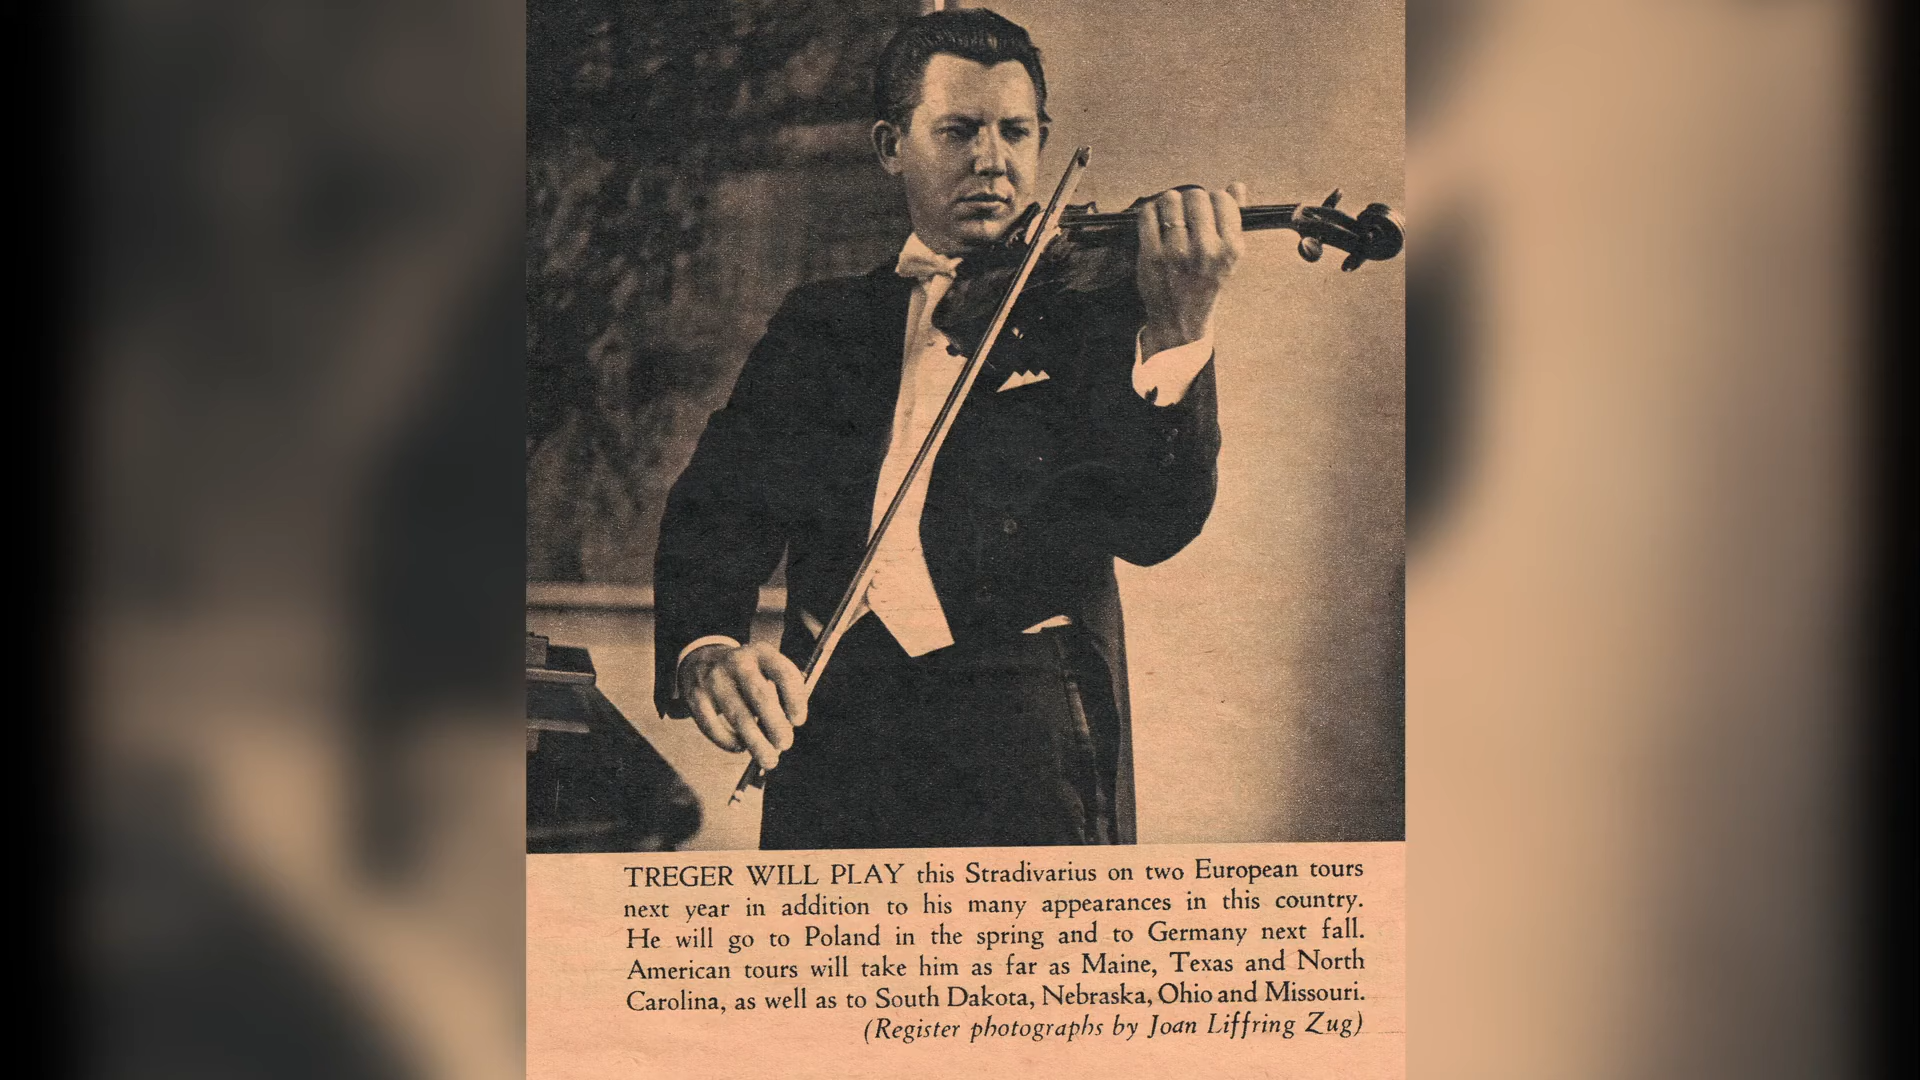 TREGER WILL PLAY this Stradivarius on two European tours
next year in addition to his many appearances in this country.
He will go to Poland in the spring and to Germany next fall.
American tours will take him as far as Maine, Texas and North
Carolina, as well as to South Dakota, Nebraska, Ohio and Missouri.
(Register photographs by Joan Liffring Zug)